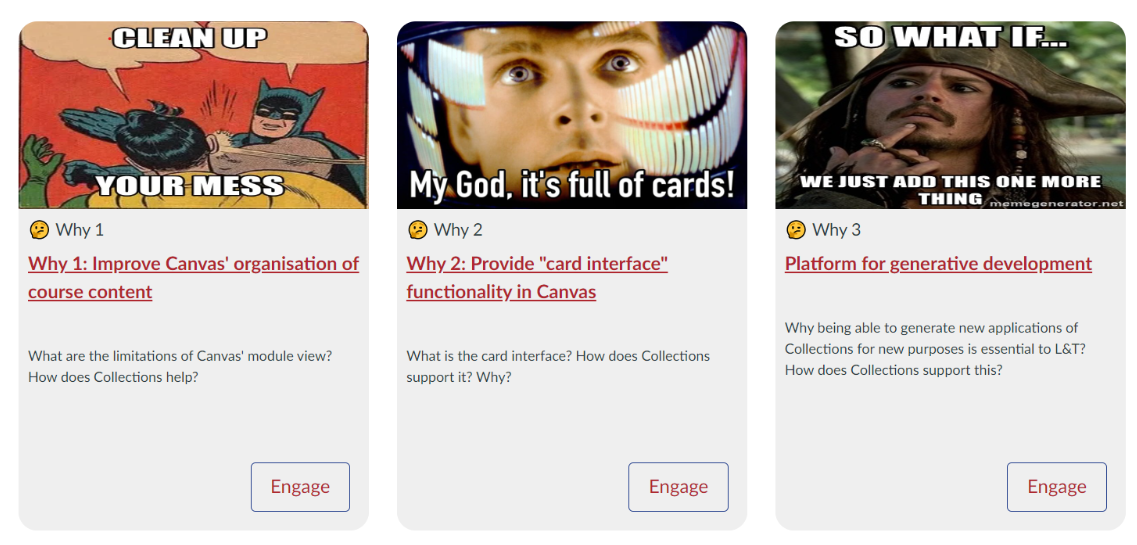 CLEAN UP
YOUR MESS
Why 1
Why 1: Improve Canvas' organisation of
course content
What are the limitations of Canvas' module view?
How does Collections help?
Engage
My God, it's full of cards!
Why 2
Why 2: Provide "card interface"
functionality in Canvas
What is the card interface? How does Collections
support it? Why?
Engage
SO WHAT IF...
WE JUST ADD THIS ONE MORE
THING
memegenerator.net
Why 3
Platform for generative development
Why being able to generate new applications of
Collections for new purposes is essential to L&T?
How does Collections support this?
Engage